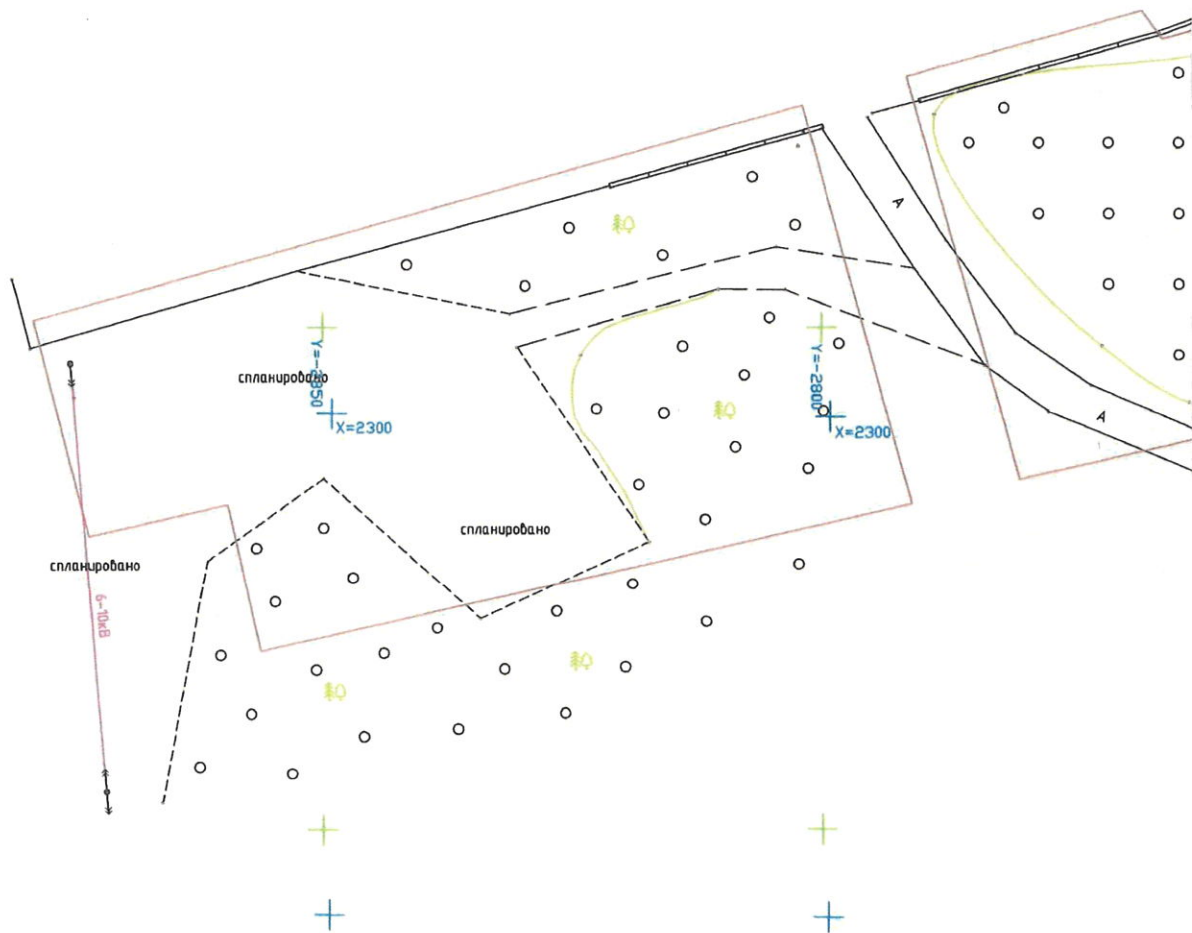 А
спланировано
Y=-2850
X=2300
Y=-2800
X=2300
А
спланировано
спланировано
6-10кВ